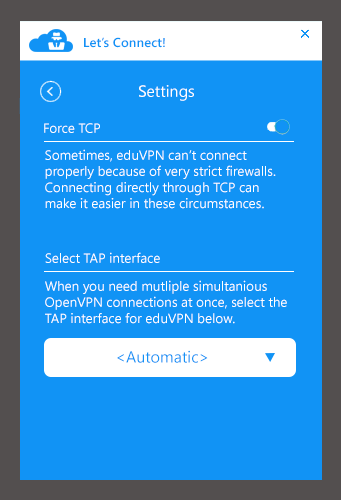 Let's Connect!
Settings
Force TCP
Sometimes, eduVPN can't connect
properly because of very strict firewalls.
Connecting directly through TCP can
make it easier in these circumstances.
Select TAP interface
When you need mutliple simultanious
OpenVPN connections at once, select the
TAP interface for eduVPN below.
<Automatic>